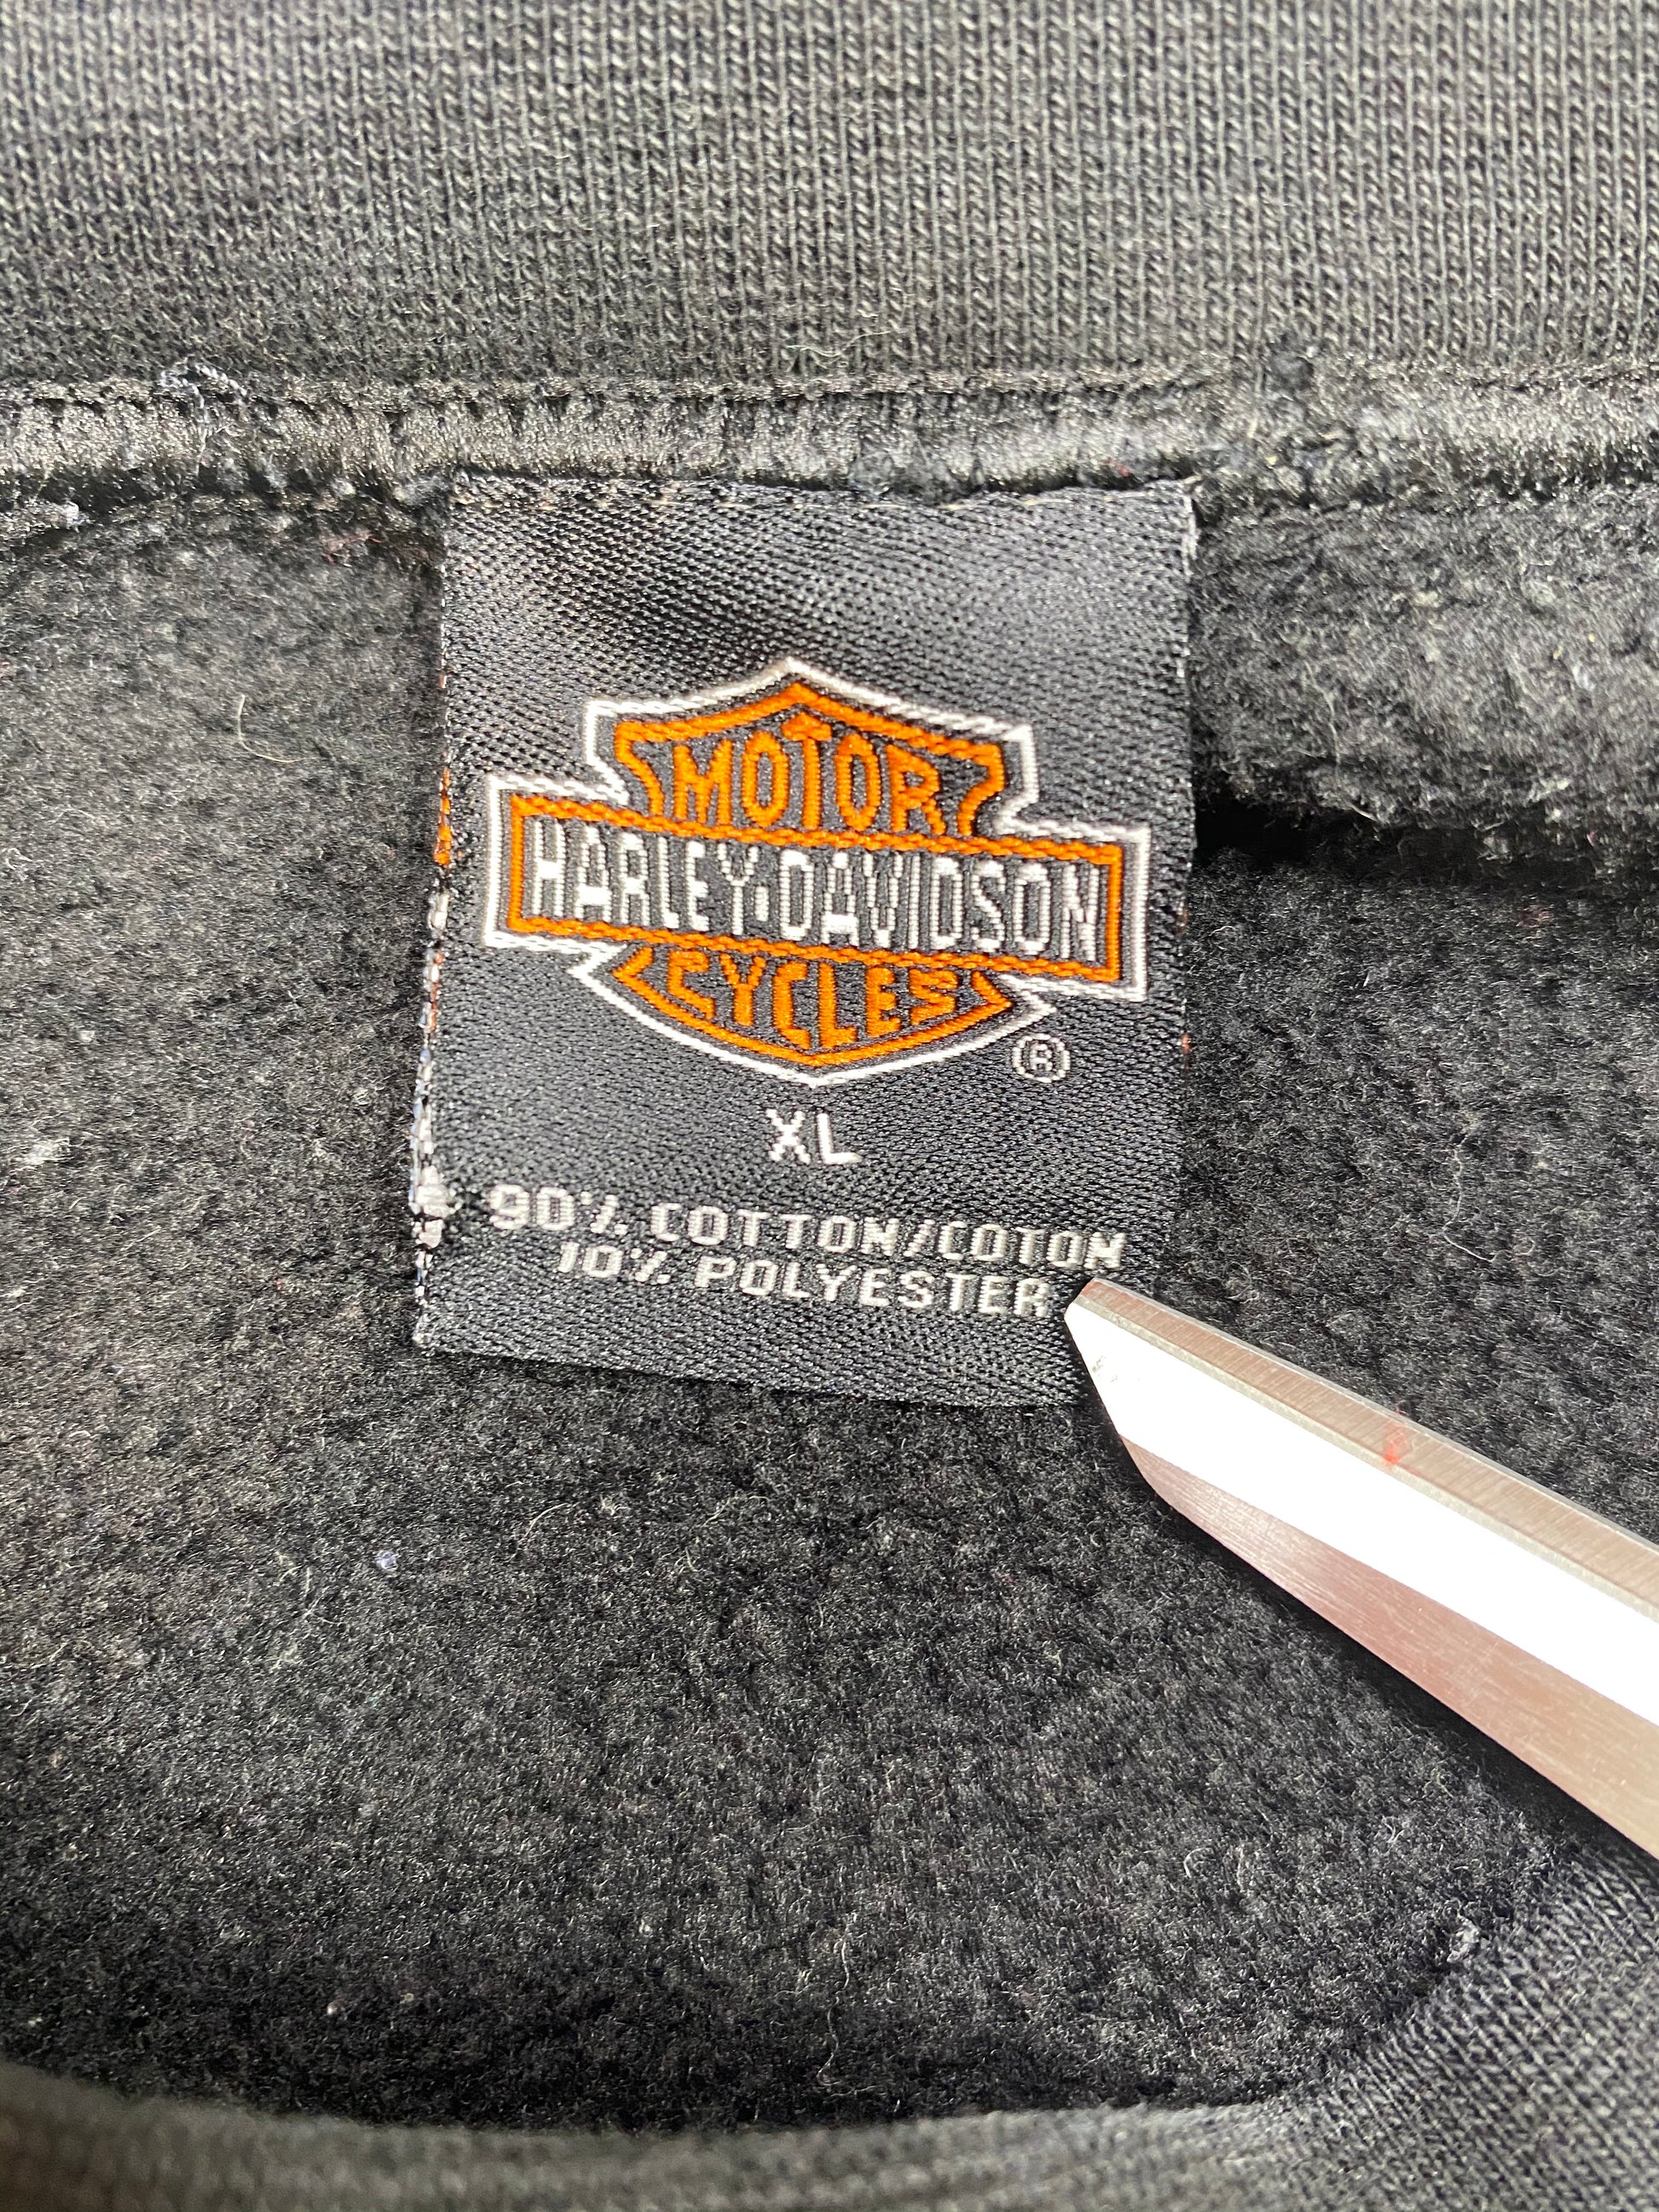 MOTOR
HARLEY-DAVIDSON
CYCLES
®
XL
90% COTTON/COTON
10% POLYESTER